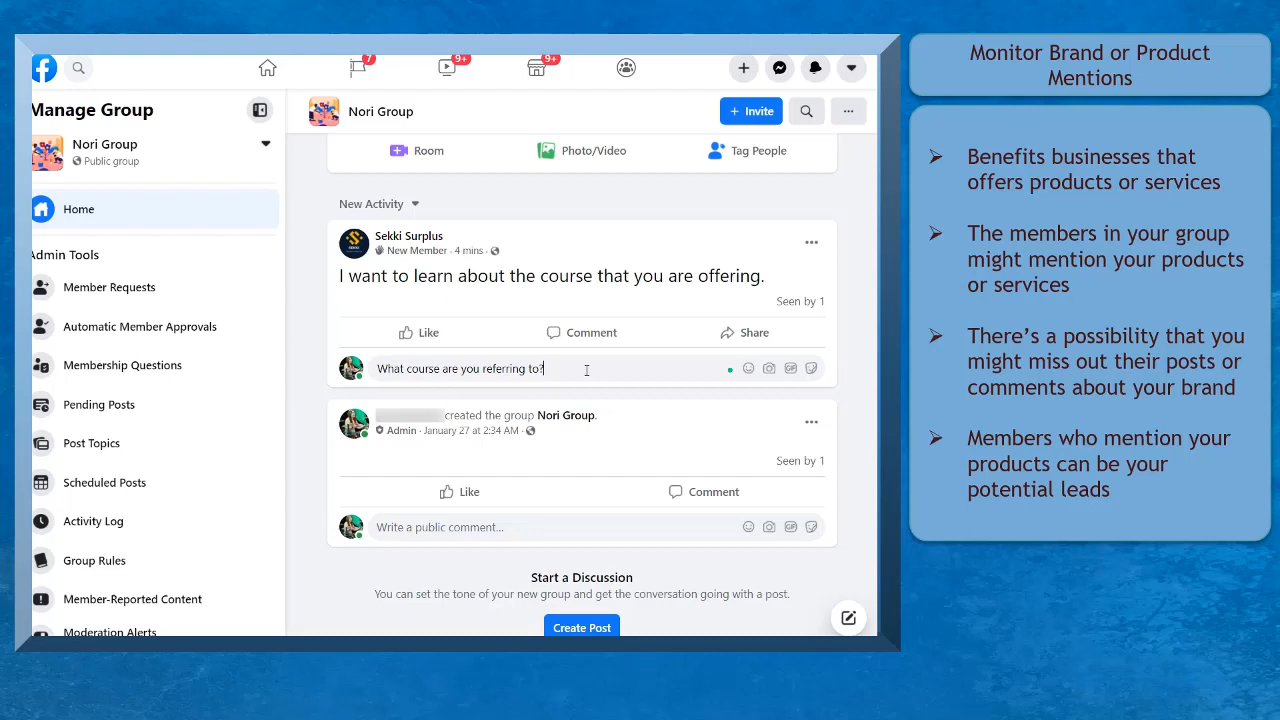 7
9+
9+
Manage Group
Nori Group
Public group
Home
Admin Tools
Member Requests
Automatic Member Approvals
Membership Questions
Pending Posts
Post Topics
Scheduled Posts
Activity Log
Group Rules
Member-Reported Content
Moderation Alerts
Nori Group
+ Invite
Room
Photo/Video
Tag People
New Activity
Sekki Surplus
New Member · 4 mins ·
I want to learn about the course that you are offering.
Seen by 1
Like
Comment
Share
What course are you referring to?
GIF
created the group Nori Group.
Admin · January 27 at 2:34 AM ·
Seen by 1
Like
Comment
Write a public comment...
GIF
Start a Discussion
You can set the tone of your new group and get the conversation going with a post.
Create Post
Monitor Brand or Product
Mentions
Benefits businesses that
offers products or services
The members in your group
might mention your products
or services
There's a possibility that you
might miss out their posts or
comments about your brand
Members who mention your
products can be your
potential leads